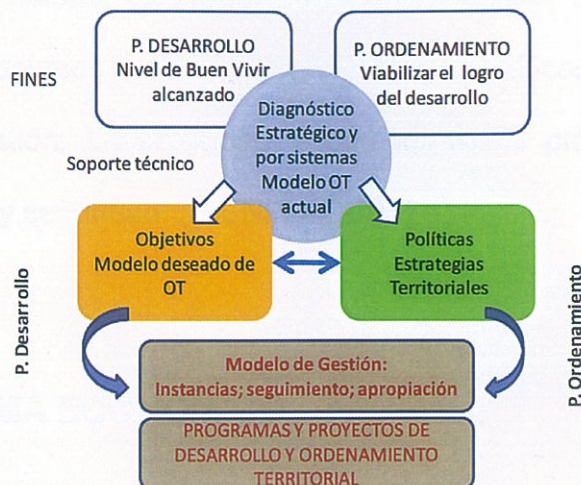 P. DESARROLLO
Nivel de Buen Vivir
alcanzado
P. ORDENAMIENTO
Viabilizar el logro
del desarrollo
FINES
Diagnóstico
Estratégico y
por sistemas
Modelo OT
actual
Soporte técnico
Objetivos
Modelo deseado de
OT
Políticas
Estrategias
Territoriales
P. Desarrollo
P. Ordenamiento
Modelo de Gestión:
Instancias; seguimiento; apropiación
PROGRAMAS Y PROYECTOS DE
DESARROLLO Y ORDENAMIENTO
TERRITORIAL